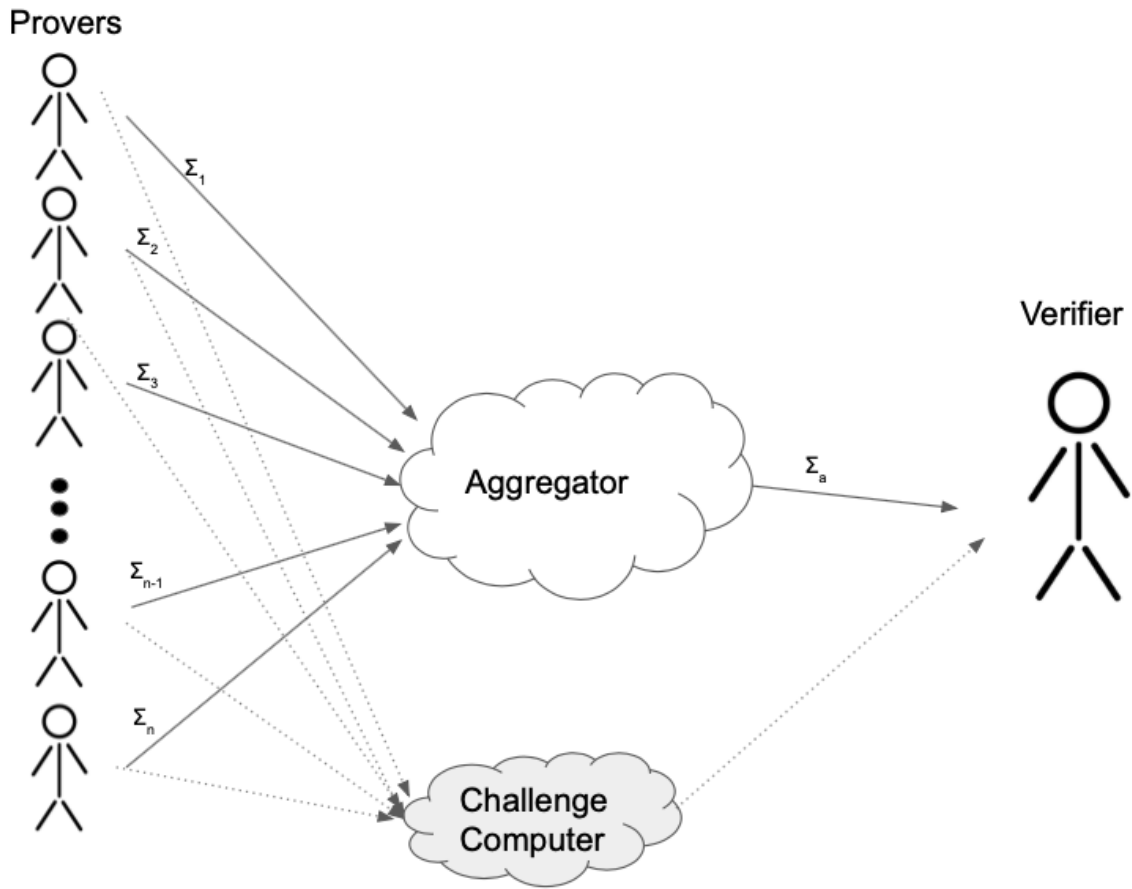 Provers
Σ₁
Σ₂
Σ₃
Σₙ₋₁
Σₙ
Aggregator
Σₐ
Verifier
Challenge
Computer